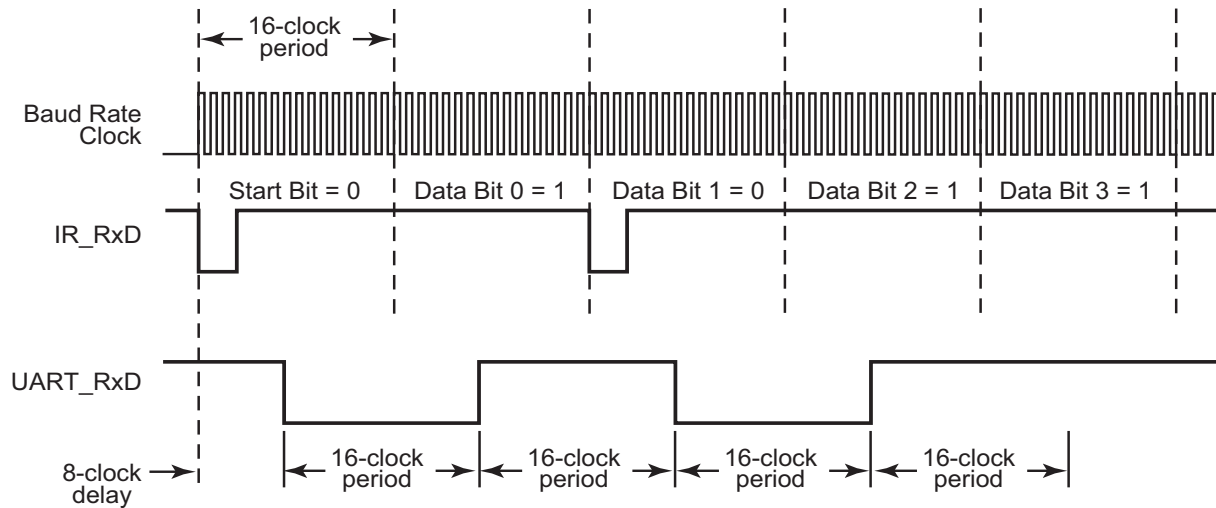 16-clock
period
Baud Rate
Clock
Start Bit = 0
Data Bit 0 = 1
Data Bit 1 = 0
Data Bit 2 = 1
Data Bit 3 = 1
IR_RxD
UART_RxD
8-clock
delay
16-clock
period
16-clock
period
16-clock
period
16-clock
period